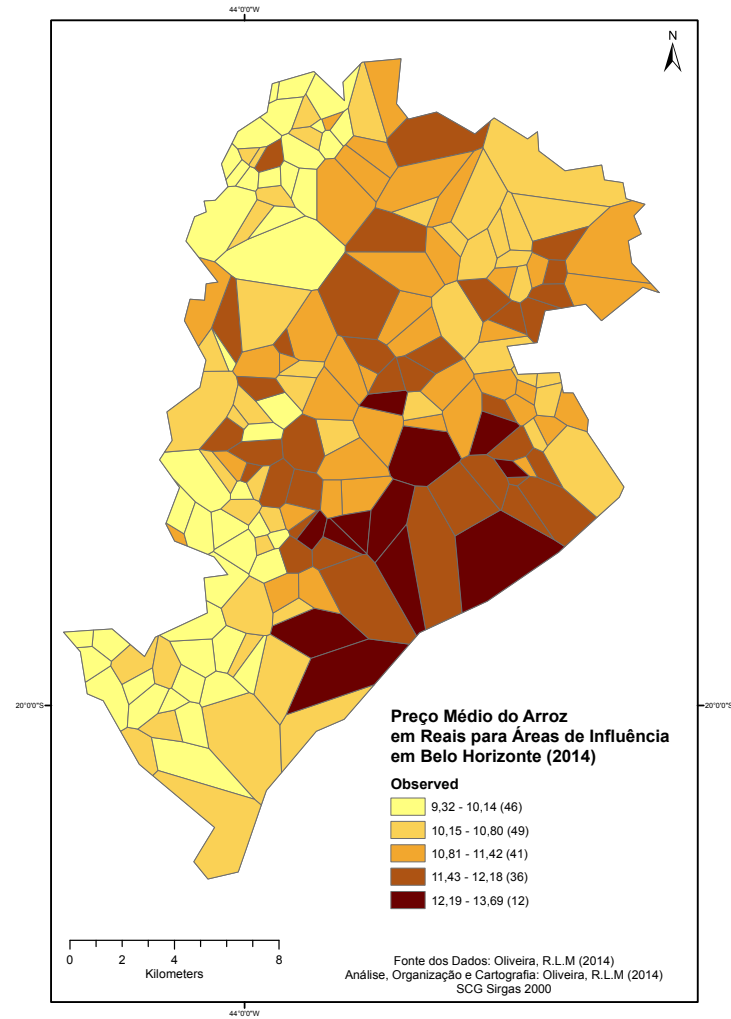 44°0'0"W
N
20°0'0"S
20°0'0"S
Preço Médio do Arroz
em Reais para Áreas de Influência
em Belo Horizonte (2014)
Observed
9,32 - 10,14 (46)
10,15 - 10,80 (49)
10,81 - 11,42 (41)
11,43 - 12,18 (36)
12,19 - 13,69 (12)
0 2 4 8
Kilometers
Fonte dos Dados: Oliveira, R.L.M (2014)
Análise, Organização e Cartografia: Oliveira, R.L.M (2014)
SCG Sirgas 2000
44°0'0"W